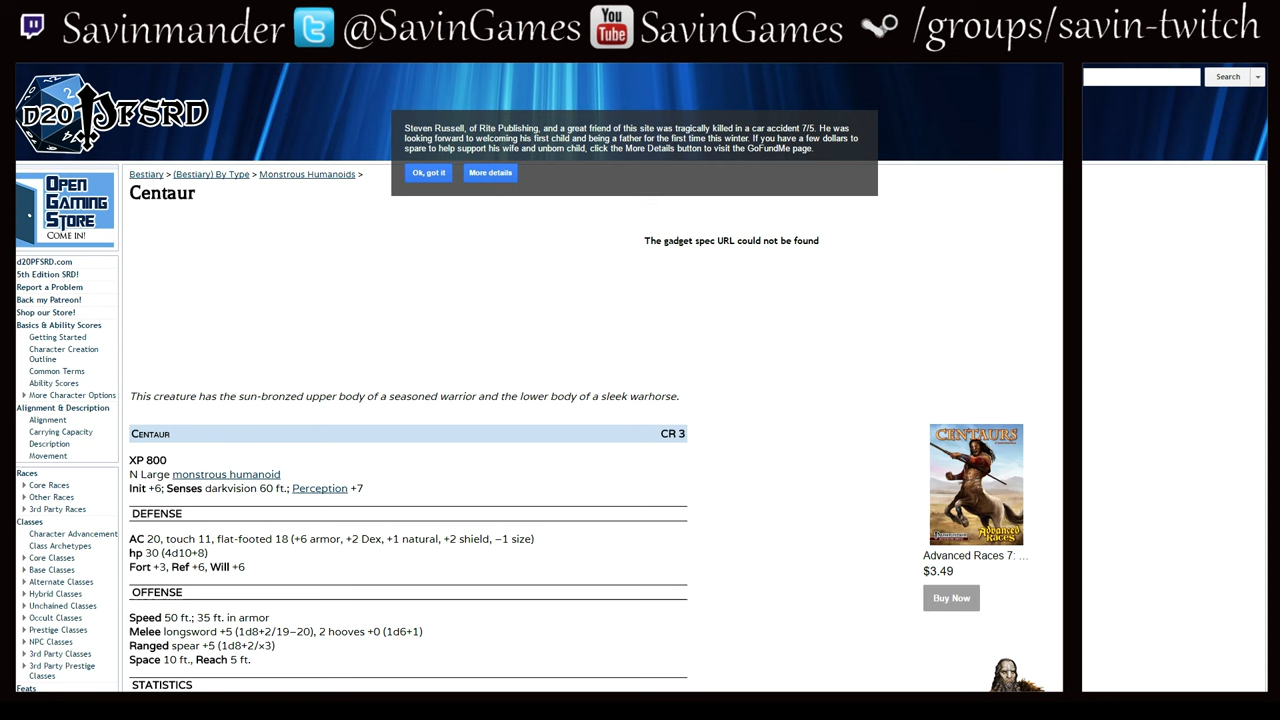 Savinmander @SavinGames You Tube SavinGames /groups/savin-twitch
d20PFSRD
Search
Steven Russell, of Rite Publishing, and a great friend of this site was tragically killed in a car accident 7/5. He was
looking forward to welcoming his first child and being a father for the first time this winter. If you have a few dollars to
spare to help support his wife and unborn child, click the More Details button to visit the GoFundMe page.
Ok, got it More details
OPEN
GAMING
STORE
COME IN!
d20PFSRD.com
5th Edition SRD!
Report a Problem
Back my Patreon!
Shop our Store!
Basics & Ability Scores
Getting Started
Character Creation
Outline
Common Terms
Ability Scores
More Character Options
Alignment & Description
Alignment
Carrying Capacity
Description
Movement
Races
Core Races
Other Races
3rd Party Races
Classes
Character Advancement
Class Archetypes
Core Classes
Base Classes
Alternate Classes
Hybrid Classes
Unchained Classes
Occult Classes
Prestige Classes
NPC Classes
3rd Party Classes
3rd Party Prestige
Classes
Feats
Bestiary > (Bestiary) By Type > Monstrous Humanoids >
Centaur
The gadget spec URL could not be found
This creature has the sun-bronzed upper body of a seasoned warrior and the lower body of a sleek warhorse.
CENTAUR CR 3
XP 800
N Large monstrous humanoid
Init +6; Senses darkvision 60 ft.; Perception +7
DEFENSE
AC 20, touch 11, flat-footed 18 (+6 armor, +2 Dex, +1 natural, +2 shield, –1 size)
hp 30 (4d10+8)
Fort +3, Ref +6, Will +6
OFFENSE
Speed 50 ft.; 35 ft. in armor
Melee longsword +5 (1d8+2/19–20), 2 hooves +0 (1d6+1)
Ranged spear +5 (1d8+2/×3)
Space 10 ft., Reach 5 ft.
STATISTICS
CENTAURS
Advanced
Races
Advanced Races 7: ...
$3.49
Buy Now